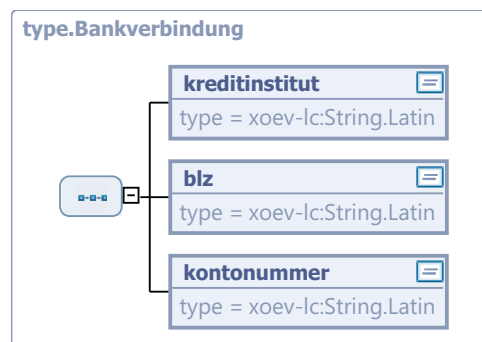 type.Bankverbindung
kreditinstitut
type = xoev-lc:String.Latin
blz
type = xoev-lc:String.Latin
kontonummer
type = xoev-lc:String.Latin